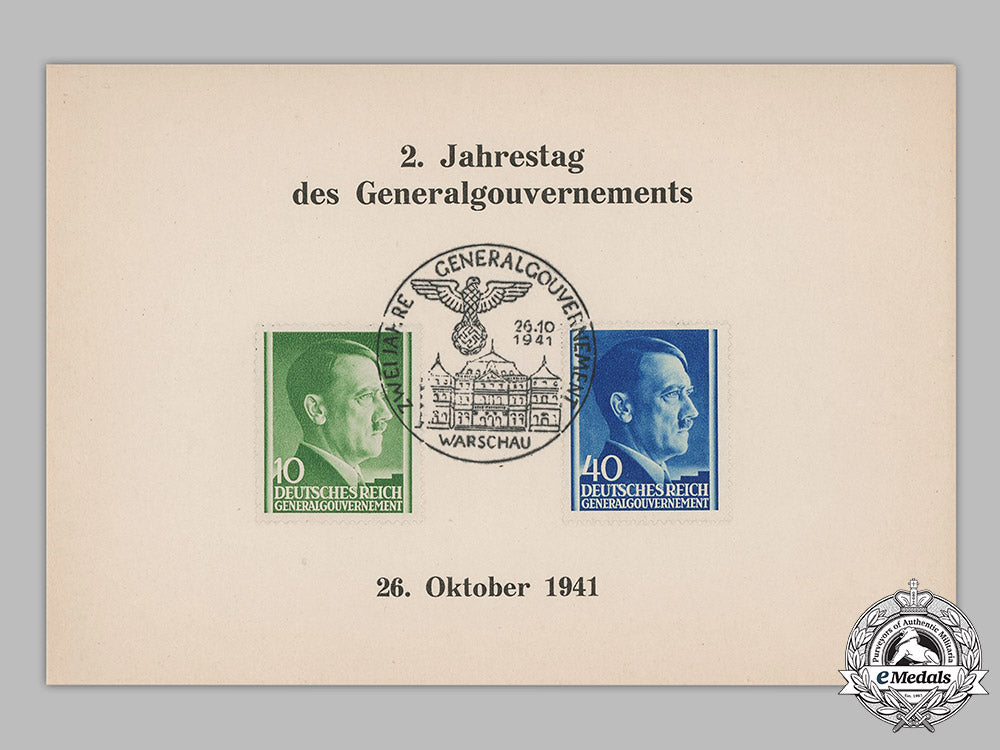 2. Jahrestag
des Generalgouvernements
ZWEI JAHRE GENERALGOUVERNEMENT
26.10
1941
WARSCHAU
10
DEUTSCHES REICH
GENERALGOUVERNEMENT
40
DEUTSCHES REICH
GENERALGOUVERNEMENT
26. Oktober 1941
Purveyors of Authentic Militaria
eMedals